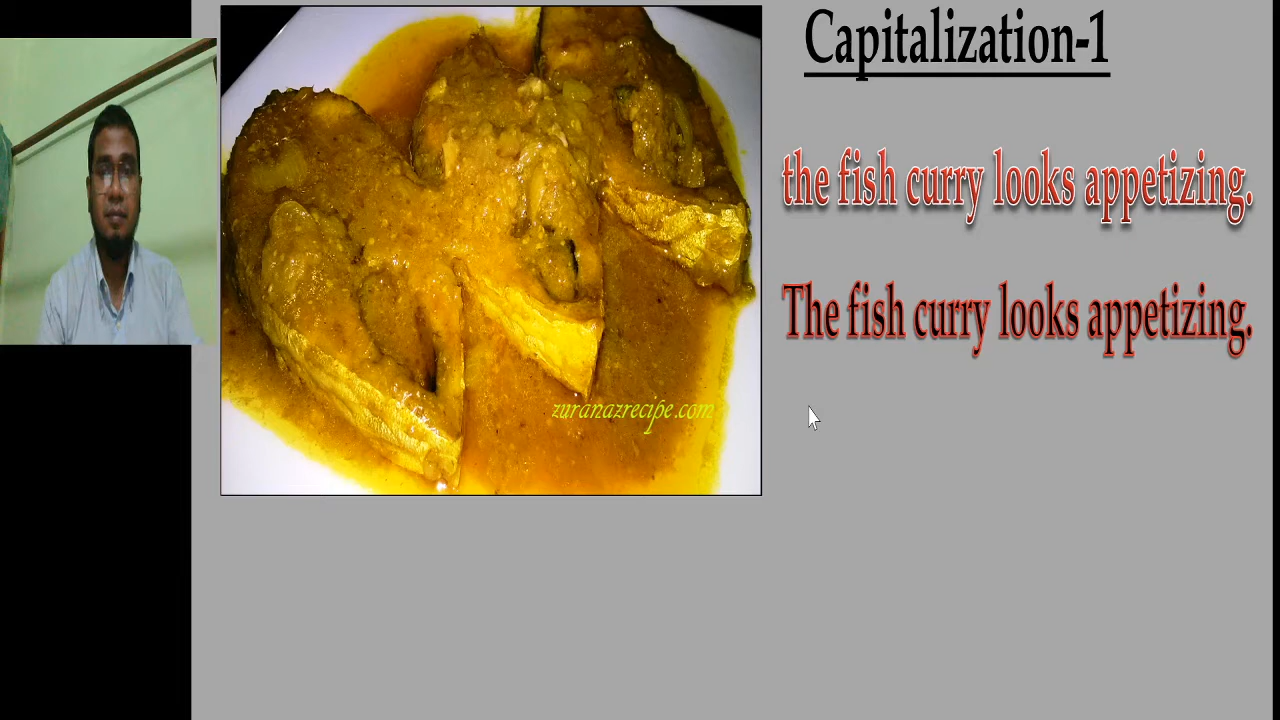 Capitalization-1
the fish curry looks appetizing.
The fish curry looks appetizing.
zuranazrecipe.com